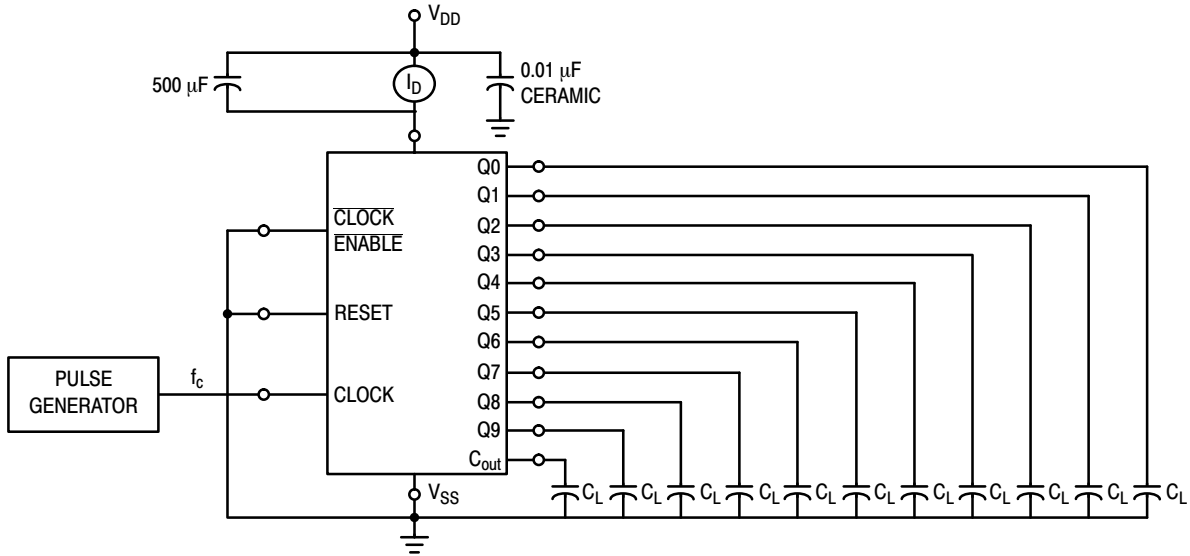 V_DD
500 μF
I_D
0.01 μF
CERAMIC
Q0
Q1
CLOCK
ENABLE
Q2
Q3
Q4
RESET
Q5
Q6
PULSE
GENERATOR
f_c
CLOCK
Q7
Q8
Q9
C_out
V_SS
C_L
C_L
C_L
C_L
C_L
C_L
C_L
C_L
C_L
C_L
C_L